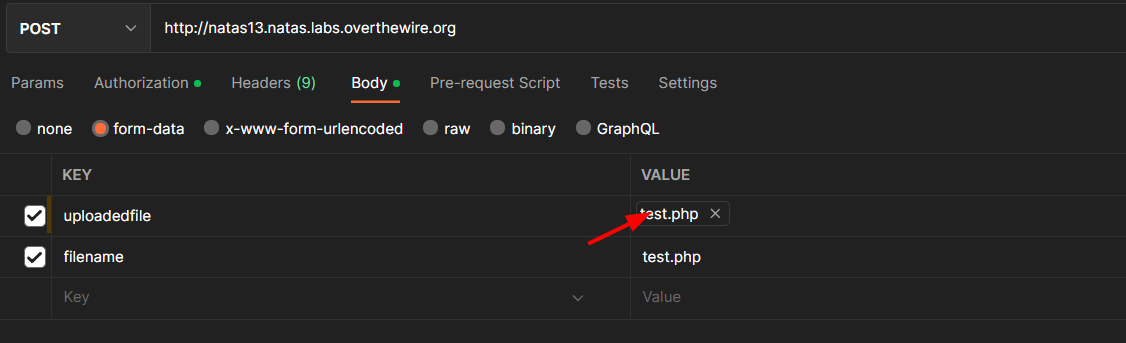 POST http://natas13.natas.labs.overthewire.org
Params Authorization Headers (9) Body Pre-request Script Tests Settings
none form-data x-www-form-urlencoded raw binary GraphQL
KEY VALUE
uploadedfile test.php
filename test.php
Key Value